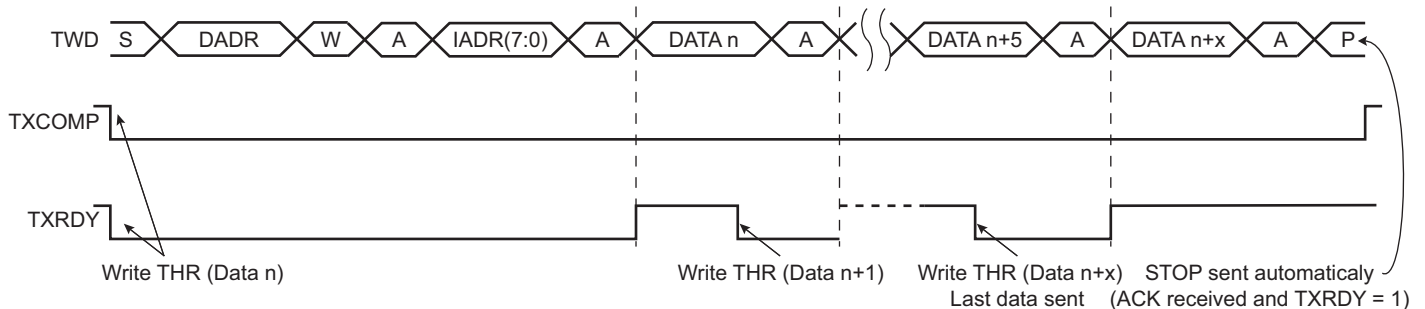 TWD S DADR W A IADR(7:0) A DATA n A DATA n+5 A DATA n+x A P
TXCOMP
TXRDY
Write THR (Data n) Write THR (Data n+1) Write THR (Data n+x) STOP sent automaticaly
Last data sent (ACK received and TXRDY = 1)